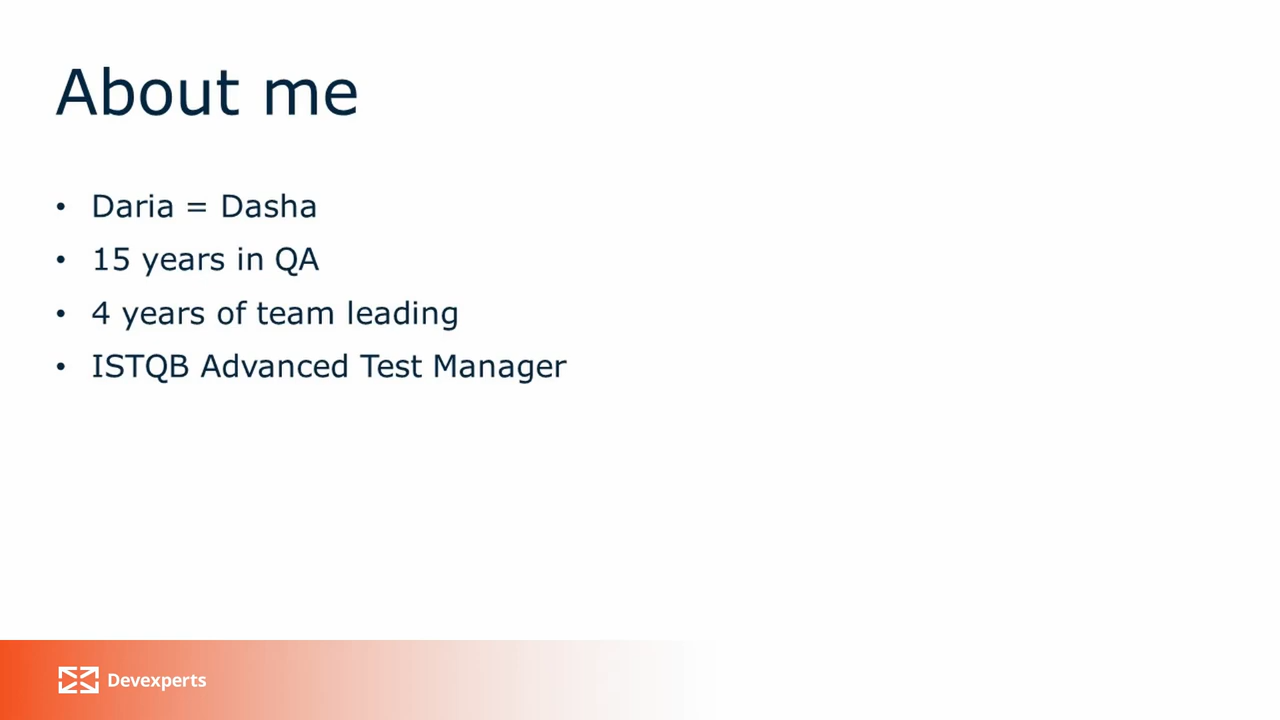 About me
• Daria = Dasha
• 15 years in QA
• 4 years of team leading
• ISTQB Advanced Test Manager
Devexperts